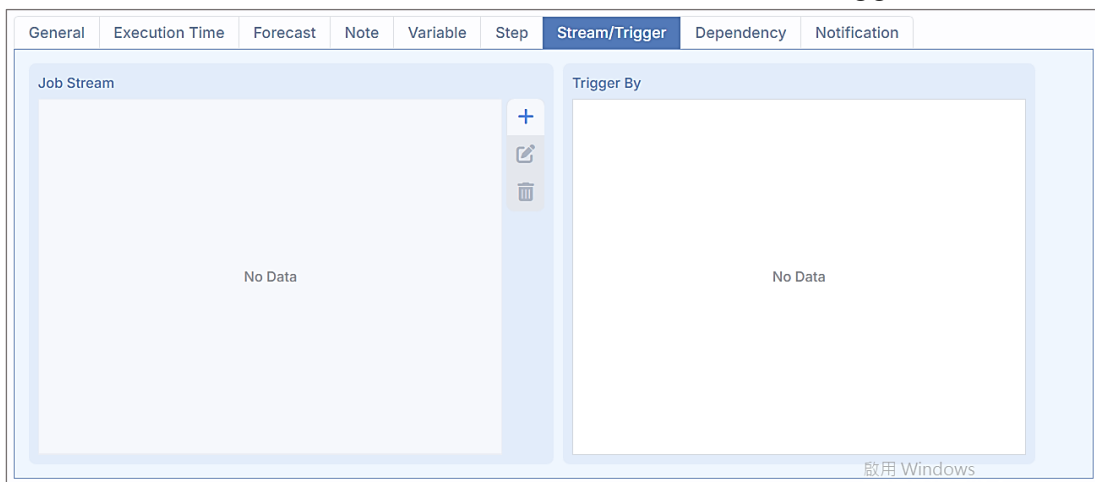 General Execution Time Forecast Note Variable Step Stream/Trigger Dependency Notification
Job Stream
Trigger By
No Data
No Data
啟用 Windows